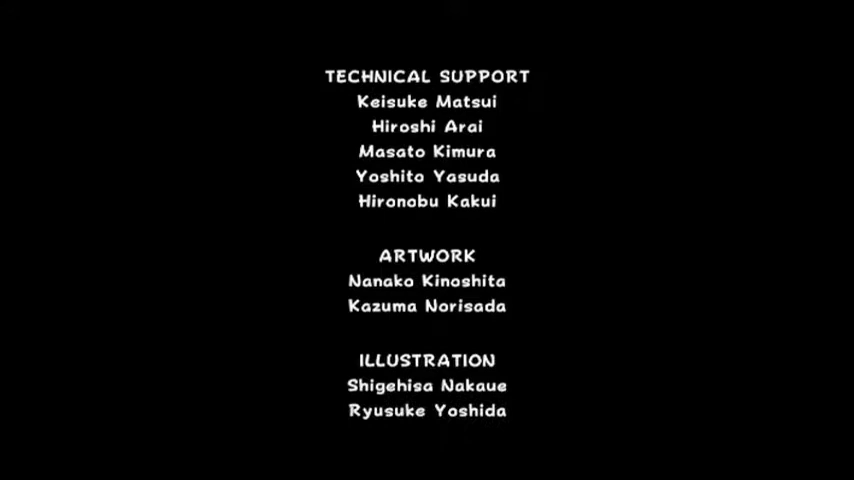 TECHNICAL SUPPORT
Keisuke Matsui
Hiroshi Arai
Masato Kimura
Yoshito Yasuda
Hironobu Kakui
ARTWORK
Nanako Kinoshita
Kazuma Norisada
ILLUSTRATION
Shigehisa Nakaue
Ryusuke Yoshida